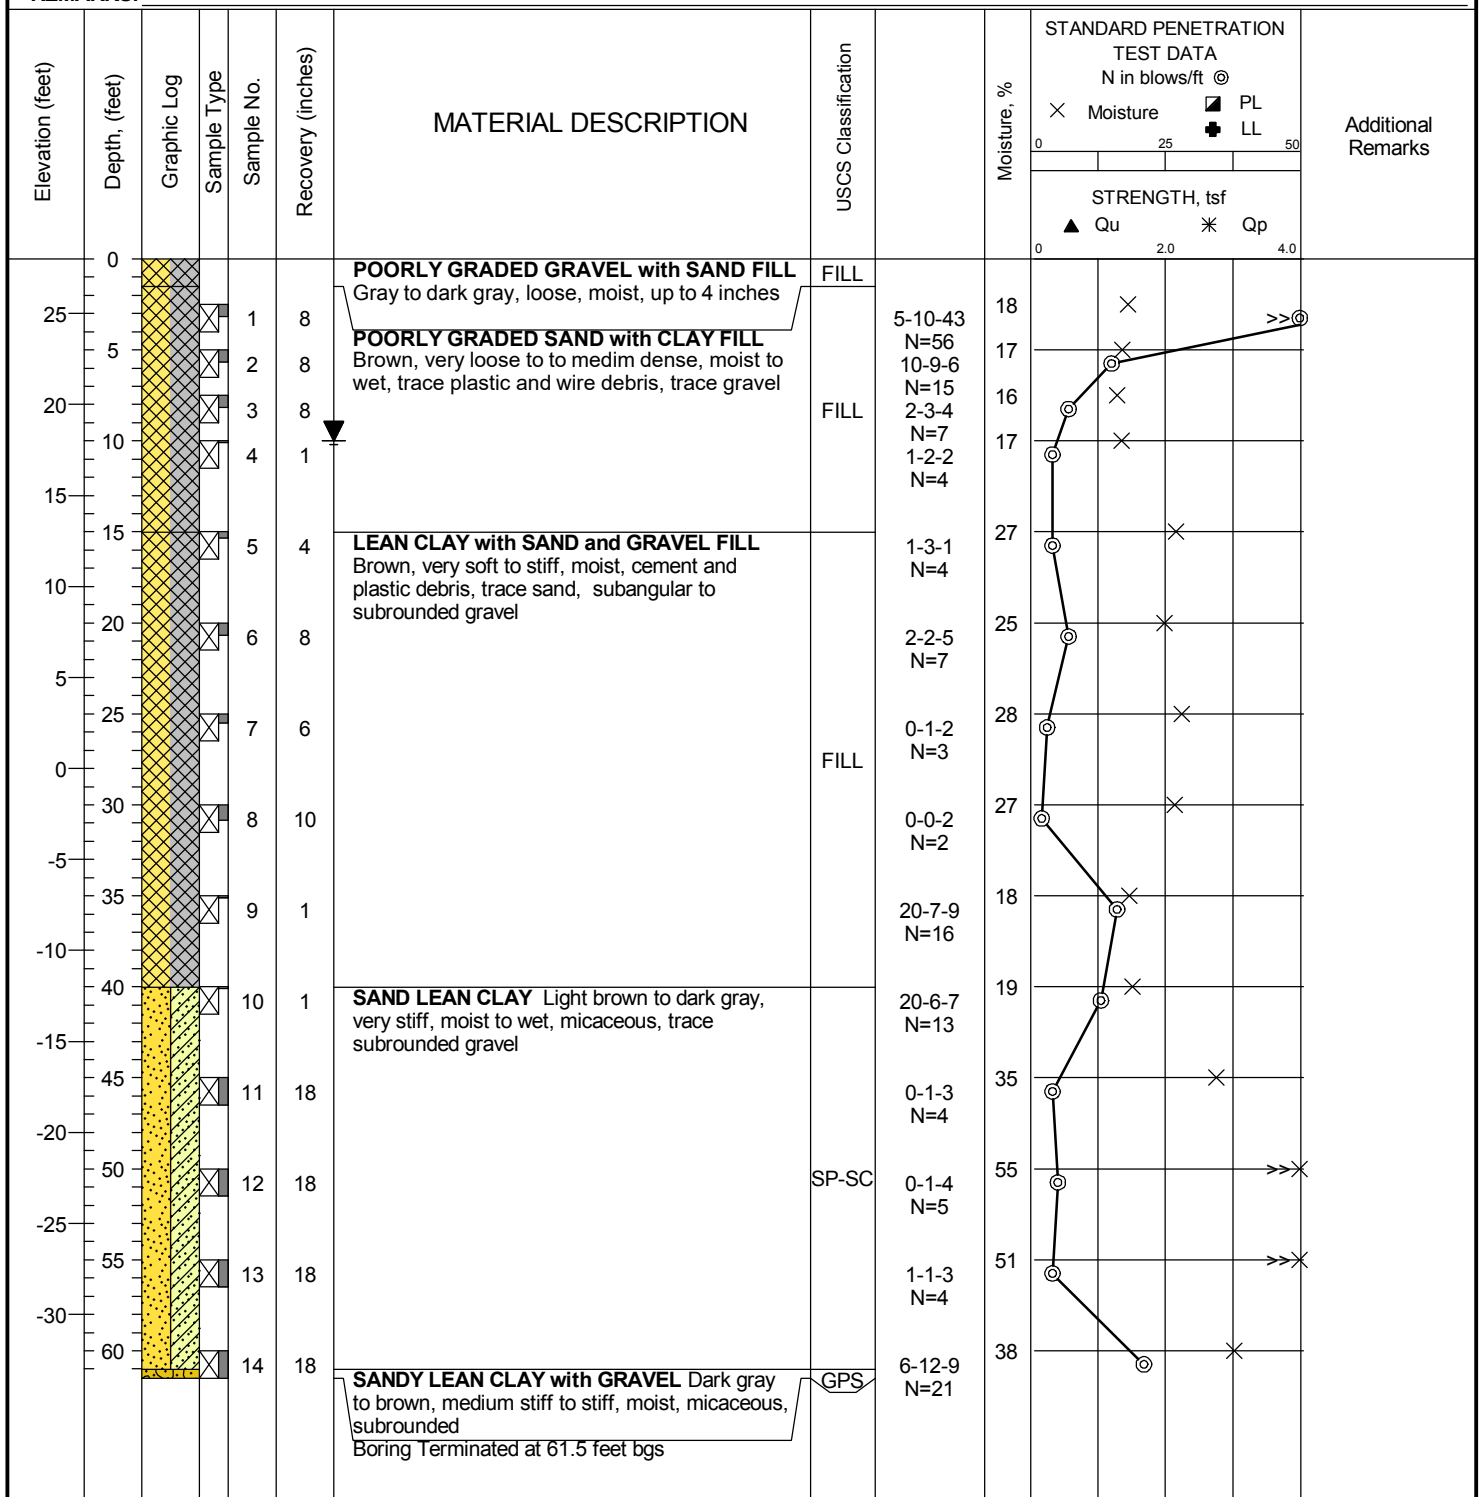 Elevation (feet)
Depth, (feet)
Graphic Log
Sample Type
Sample No.
Recovery (inches)
MATERIAL DESCRIPTION
USCS Classification
Moisture, %
STANDARD PENETRATION
TEST DATA
N in blows/ft
Moisture
PL
LL
0 25 50
STRENGTH, tsf
Qu Qp
0 2.0 4.0
Additional
Remarks
0
POORLY GRADED GRAVEL with SAND FILL FILL
Gray to dark gray, loose, moist, up to 4 inches
18
25 1 8 5-10-43 >>
POORLY GRADED SAND with CLAY FILL N=56
5 17
Brown, very loose to to medim dense, moist to
2 8 10-9-6
wet, trace plastic and wire debris, trace gravel N=15
16
20 3 8 FILL 2-3-4
N=7
10 17
4 1 1-2-2
N=4
15
15 27
5 4 LEAN CLAY with SAND and GRAVEL FILL 1-3-1
Brown, very soft to stiff, moist, cement and N=4
10 plastic debris, trace sand, subangular to
subrounded gravel
20 25
6 8 2-2-5
N=7
5
25 28
7 6 0-1-2
N=3
0 FILL
30 27
8 10 0-0-2
N=2
-5
35 18
9 1 20-7-9
N=16
-10
40 19
10 1 SAND LEAN CLAY Light brown to dark gray, 20-6-7
very stiff, moist to wet, micaceous, trace N=13
-15 subrounded gravel
45 35
11 18 0-1-3
N=4
-20
50 55 >>
12 18 SP-SC 0-1-4
N=5
-25
55 51 >>
13 18 1-1-3
N=4
-30
60 38
14 18 6-12-9
SANDY LEAN CLAY with GRAVEL Dark gray GPS N=21
to brown, medium stiff to stiff, moist, micaceous,
subrounded
Boring Terminated at 61.5 feet bgs